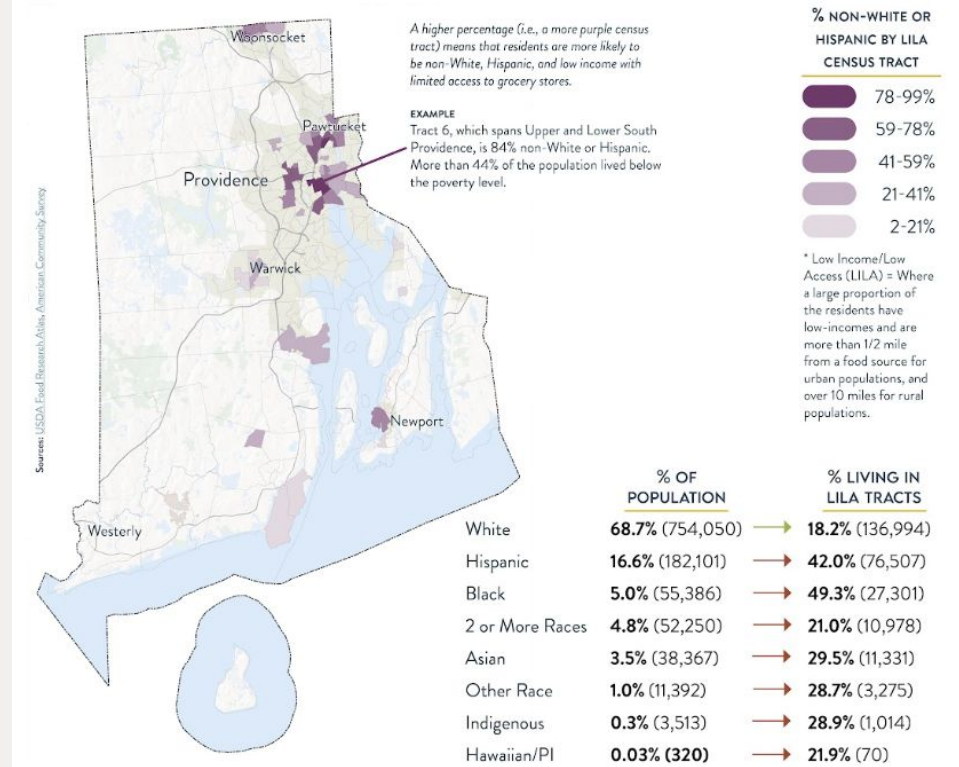 Woonsocket
A higher percentage (i.e., a more purple census
tract) means that residents are more likely to
be non-White, Hispanic, and low income with
limited access to grocery stores.
EXAMPLE
Tract 6, which spans Upper and Lower South
Providence, is 84% non-White or Hispanic.
More than 44% of the population lived below
the poverty level.
Pawtucket
Providence
Warwick
Newport
Westerly
Sources: USDA Food Research Atlas, American Community Survey
% NON-WHITE OR
HISPANIC BY LILA
CENSUS TRACT
78-99%
59-78%
41-59%
21-41%
2-21%
* Low Income/Low
Access (LILA) = Where
a large proportion of
the residents have
low-incomes and are
more than 1/2 mile
from a food source for
urban populations, and
over 10 miles for rural
populations.
% OF POPULATION % LIVING IN LILA TRACTS
White 68.7% (754,050) → 18.2% (136,994)
Hispanic 16.6% (182,101) → 42.0% (76,507)
Black 5.0% (55,386) → 49.3% (27,301)
2 or More Races 4.8% (52,250) → 21.0% (10,978)
Asian 3.5% (38,367) → 29.5% (11,331)
Other Race 1.0% (11,392) → 28.7% (3,275)
Indigenous 0.3% (3,513) → 28.9% (1,014)
Hawaiian/PI 0.03% (320) → 21.9% (70)